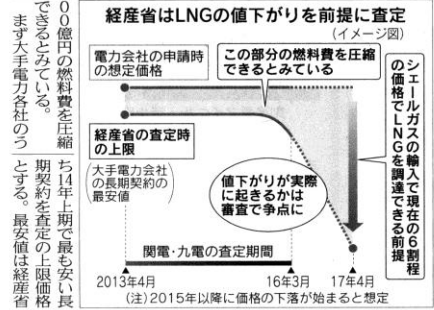 経産省はLNGの値下がりを前提に査定
(イメージ図)
電力会社の申請時
の想定価格
この部分の燃料費を圧縮
できるとみている
シェールガスの輸入で現在の6割程
の価格でLNGを調達できる前提
経産省の査定時
の上限
(大手電力会社
の長期契約の
最安値)
値下がりが実際
に起きるかは
審査で争点に
関電・九電の査定期間
2013年4月
16年3月
17年4月
(注)2015年以降に価格の下落が始まると想定
00億円の燃料費を圧縮
できるとみている。
まず大手電力各社のう
ち14年上期で最も安い長
期契約を査定の上限価格
とする。最安値は経産省